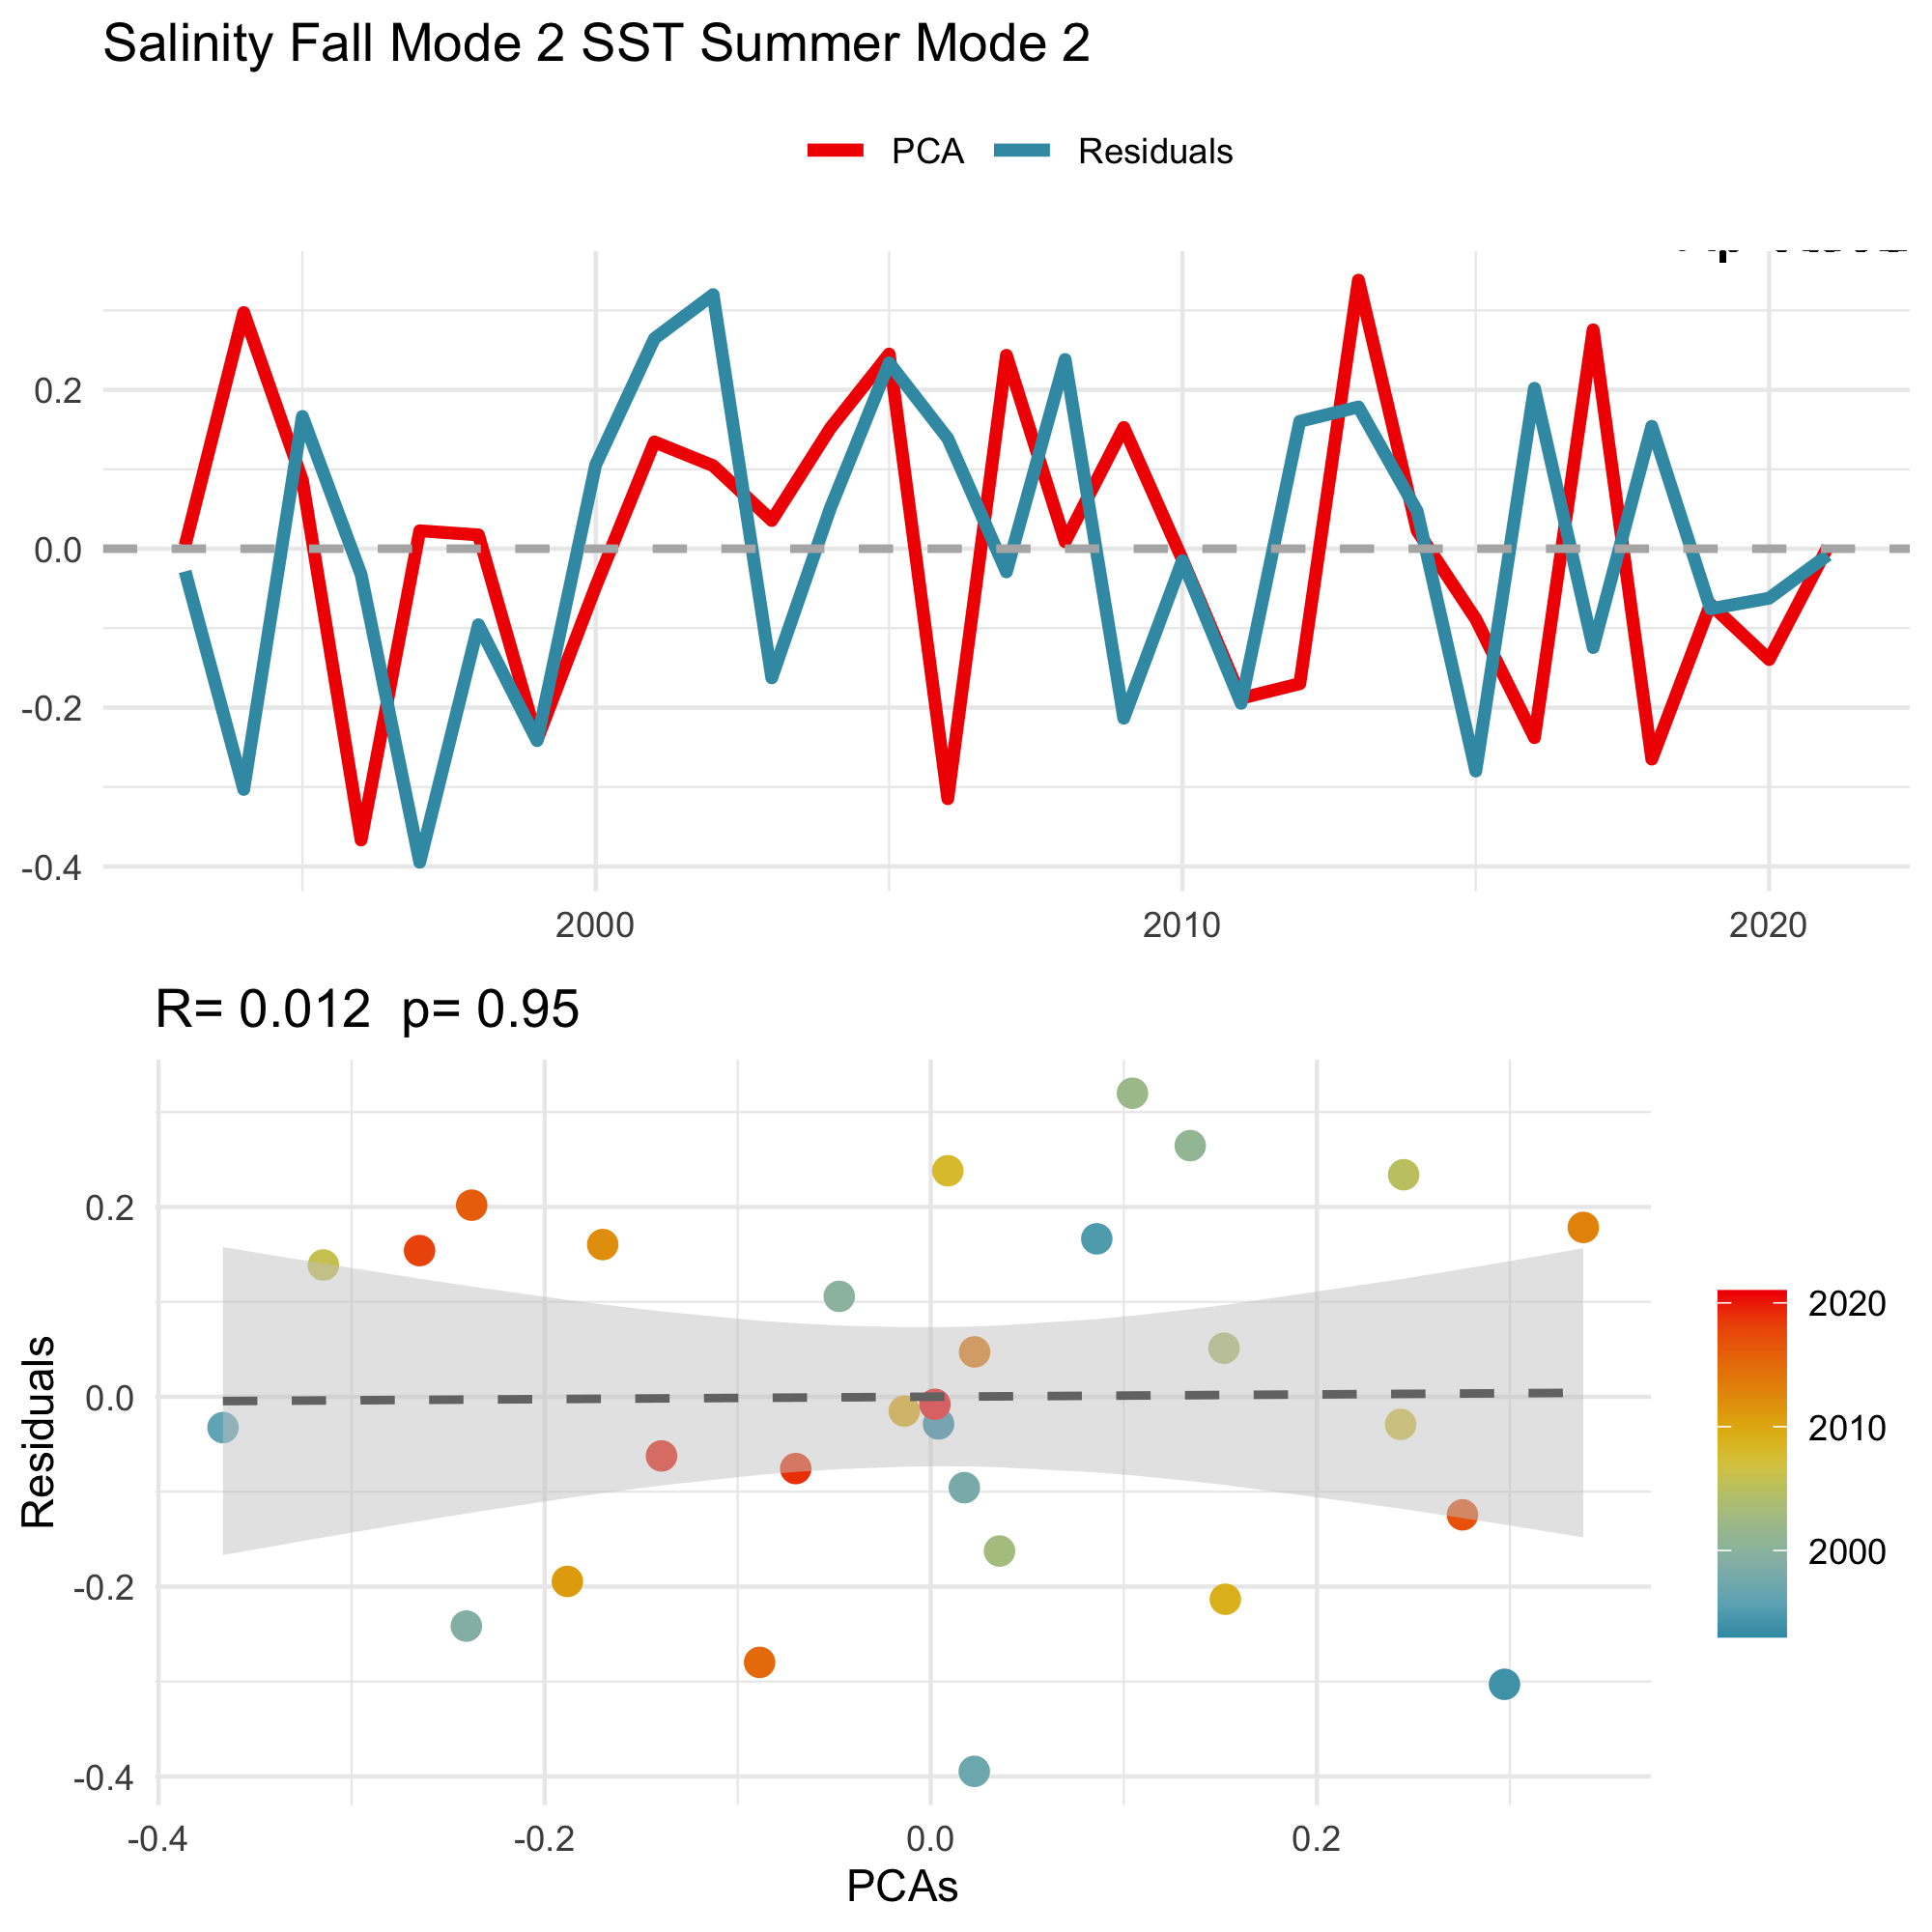 Salinity Fall Mode 2 SST Summer Mode 2
PCA Residuals
0.2
0.0
-0.2
-0.4
2000 2010 2020
R= 0.012 p= 0.95
Residuals
0.2
0.0
-0.2
-0.4
-0.4 -0.2 0.0 0.2
PCAs
2020
2010
2000